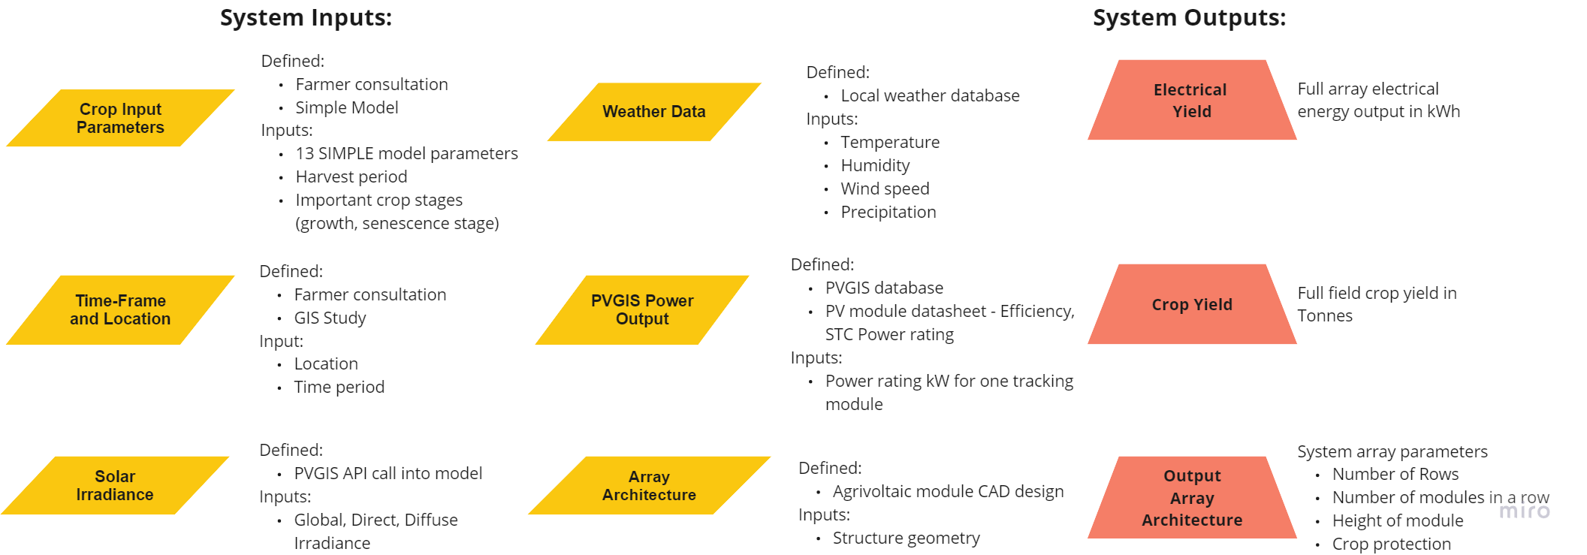 System Inputs:
Crop Input
Parameters
Defined:
• Farmer consultation
• Simple Model
Inputs:
• 13 SIMPLE model parameters
• Harvest period
• Important crop stages
(growth, senescence stage)
Weather Data
Defined:
• Local weather database
Inputs:
• Temperature
• Humidity
• Wind speed
• Precipitation
Time-Frame
and Location
Defined:
• Farmer consultation
• GIS Study
Input:
• Location
• Time period
PVGIS Power
Output
Defined:
• PVGIS database
• PV module datasheet - Efficiency,
STC Power rating
Inputs:
• Power rating kW for one tracking
module
Solar
Irradiance
Defined:
• PVGIS API call into model
Inputs:
• Global, Direct, Diffuse
Irradiance
Array
Architecture
Defined:
• Agrivoltaic module CAD design
Inputs:
• Structure geometry
System Outputs:
Electrical
Yield
Full array electrical
energy output in kWh
Crop Yield
Full field crop yield in
Tonnes
Output
Array
Architecture
System array parameters
• Number of Rows
• Number of modules in a row
• Height of module
• Crop protection
miro